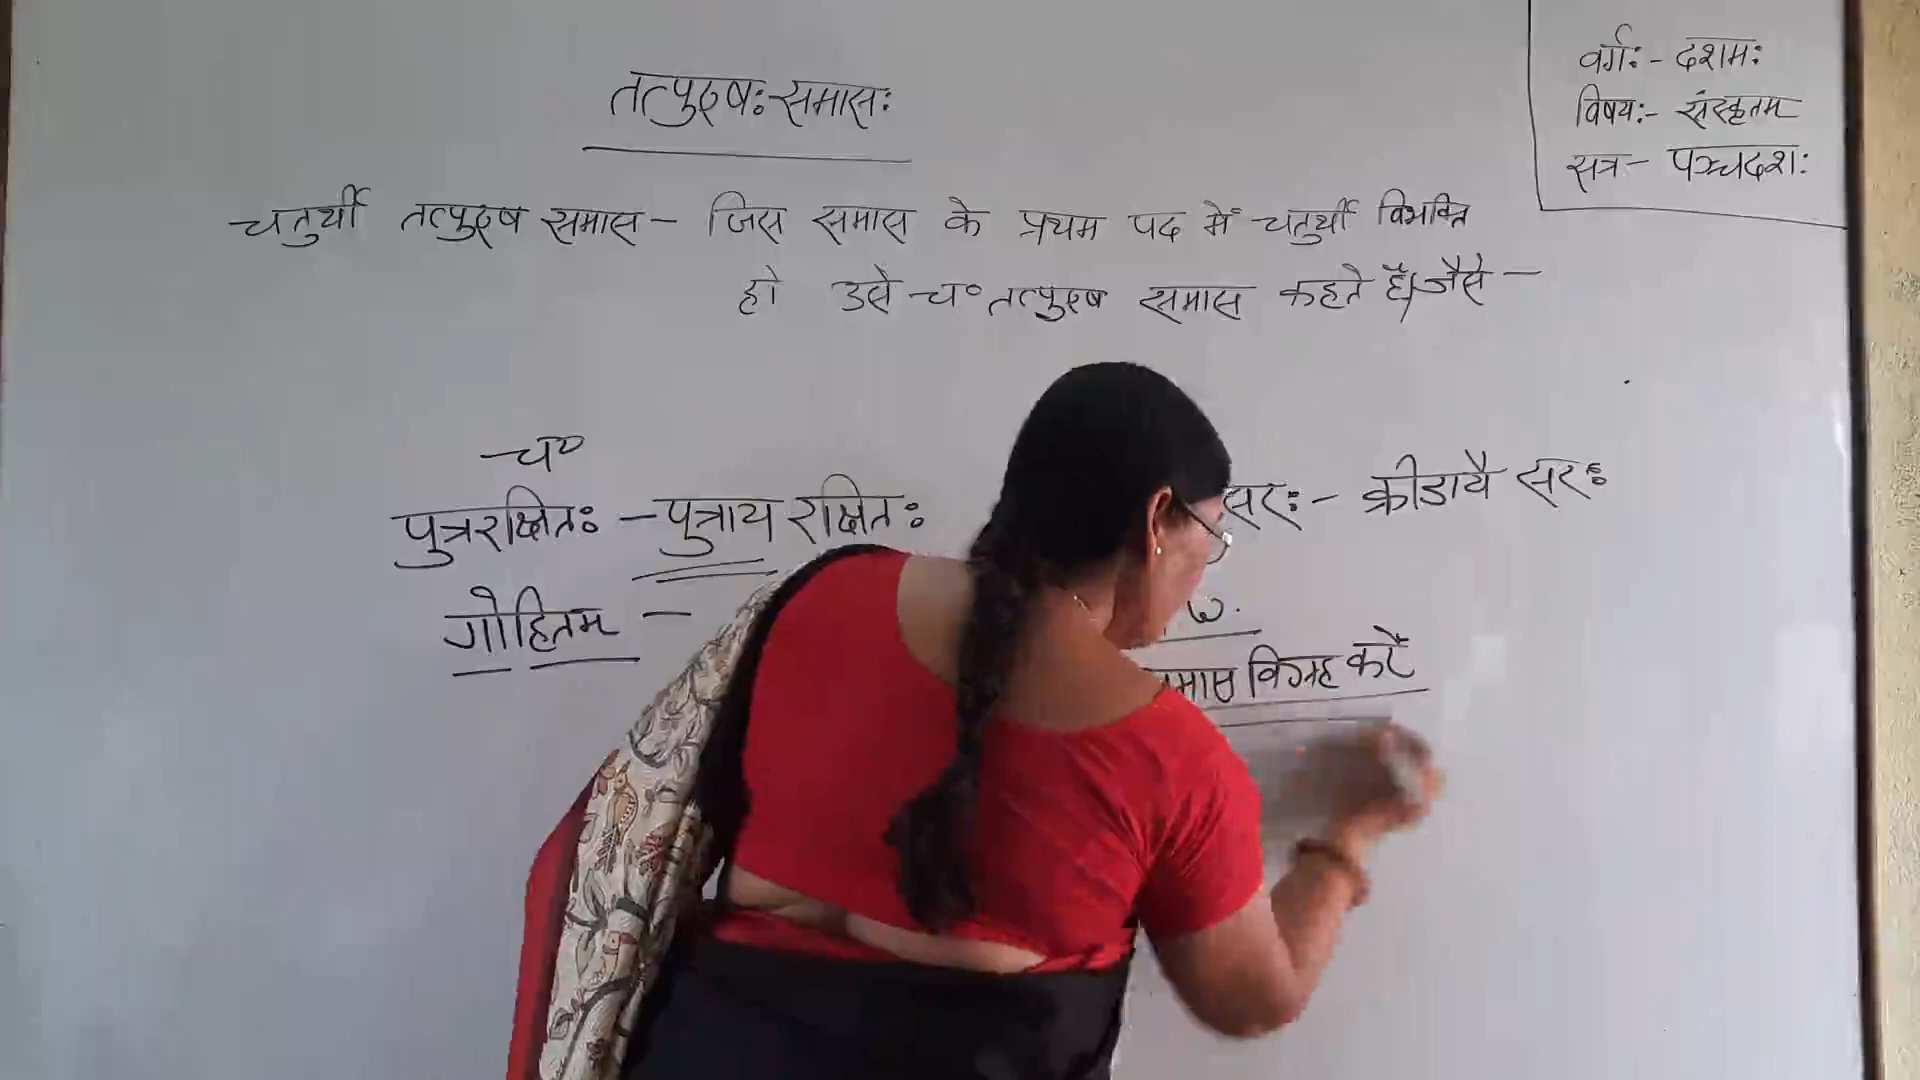 वर्ग: - दशम:
विषय:- संस्कृतम
सत्र - पञ्चदश:
तत्पुरुष: समास:
चतुर्थी तत्पुरुष समास - जिस समास के प्रथम पद में चतुर्थी विभक्ति
हो उसे च० तत्पुरुष समास कहते हैं, जैसे -
च०
पुत्ररक्षित: - पुत्राय रक्षित:
सर: - क्रीडायै सर:
गोहितम -
W.
विग्रह करें